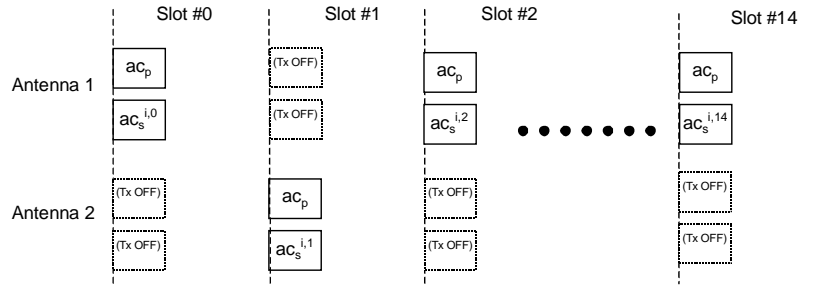 Slot #0 Slot #1 Slot #2 Slot #14
Antenna 1
ac_p (Tx OFF) ac_p ac_p
ac_s^i,0 (Tx OFF) ac_s^i,2 ac_s^i,14
Antenna 2
(Tx OFF) ac_p (Tx OFF) (Tx OFF)
(Tx OFF) ac_s^i,1 (Tx OFF) (Tx OFF)